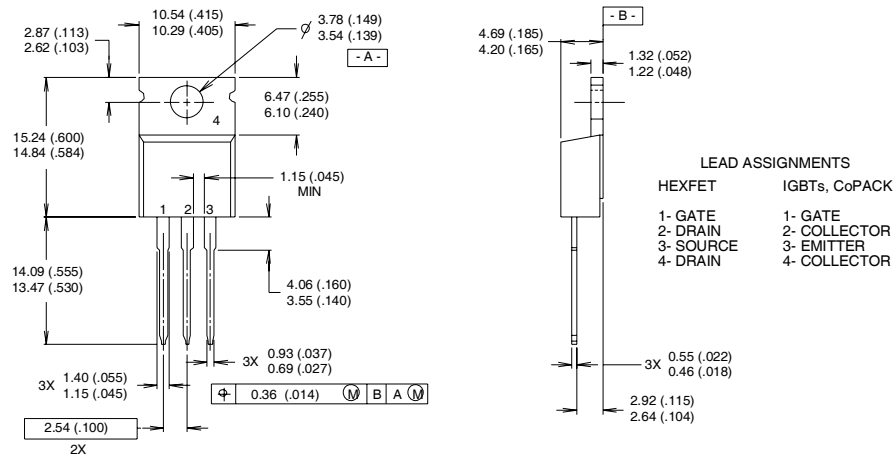 10.54 (.415)
10.29 (.405)
3.78 (.149)
3.54 (.139)
- A -
2.87 (.113)
2.62 (.103)
6.47 (.255)
6.10 (.240)
4
15.24 (.600)
14.84 (.584)
1.15 (.045)
MIN
1 2 3
14.09 (.555)
13.47 (.530)
4.06 (.160)
3.55 (.140)
3X 0.93 (.037)
0.69 (.027)
3X 1.40 (.055)
1.15 (.045)
⌖ 0.36 (.014) Ⓜ B A Ⓜ
2.54 (.100)
2X
- B -
4.69 (.185)
4.20 (.165)
1.32 (.052)
1.22 (.048)
3X 0.55 (.022)
0.46 (.018)
2.92 (.115)
2.64 (.104)
LEAD ASSIGNMENTS
HEXFET
1- GATE
2- DRAIN
3- SOURCE
4- DRAIN
IGBTs, CoPACK
1- GATE
2- COLLECTOR
3- EMITTER
4- COLLECTOR